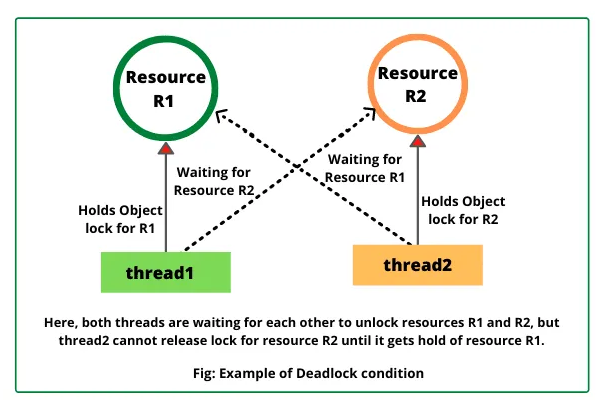 Resource
R1
Resource
R2
Waiting for
Resource R2
Waiting for
Resource R1
Holds Object
lock for R1
Holds Object
lock for R2
thread1
thread2
Here, both threads are waiting for each other to unlock resources R1 and R2, but
thread2 cannot release lock for resource R2 until it gets hold of resource R1.
Fig: Example of Deadlock condition